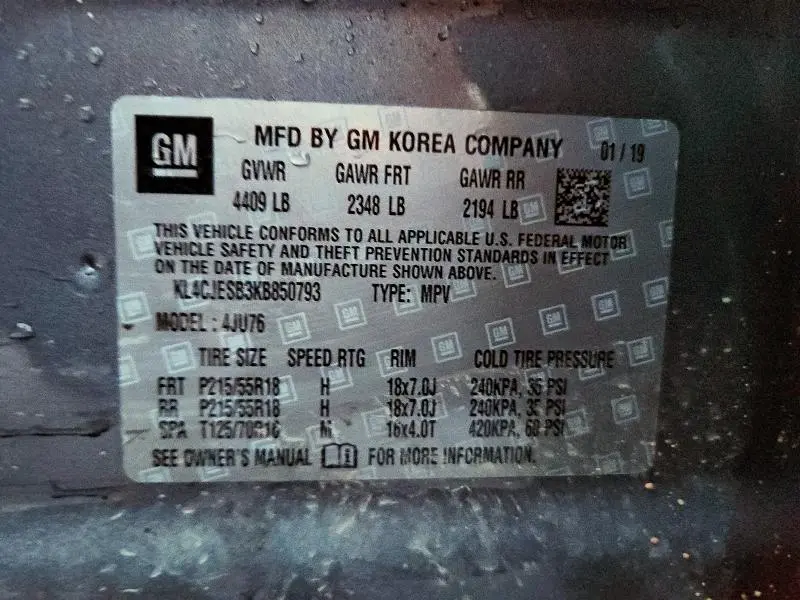 GM
MFD BY GM KOREA COMPANY 01/19
GVWR GAWR FRT GAWR RR
4409 LB 2348 LB 2194 LB
THIS VEHICLE CONFORMS TO ALL APPLICABLE U.S. FEDERAL MOTOR
VEHICLE SAFETY AND THEFT PREVENTION STANDARDS IN EFFECT
ON THE DATE OF MANUFACTURE SHOWN ABOVE.
KL4CJESB3KB850793 TYPE: MPV
MODEL : 4JU76
TIRE SIZE SPEED RTG RIM COLD TIRE PRESSURE
FRT P215/55R18 H 18x7.0J 240KPA, 35 PSI
RR P215/55R18 H 18x7.0J 240KPA, 35 PSI
SPA T125/70R16 M 16x4.0T 420KPA, 60 PSI
SEE OWNER'S MANUAL FOR MORE INFORMATION.